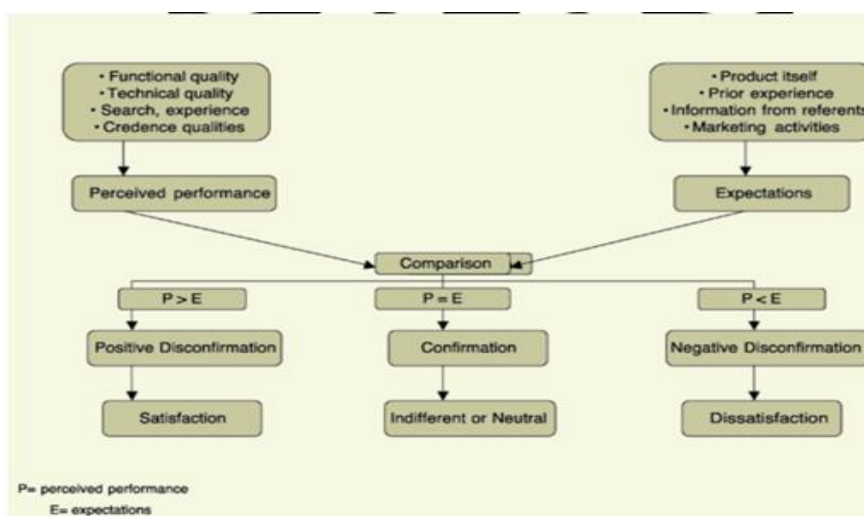 • Functional quality
• Technical quality
• Search, experience
• Credence qualities
• Product itself
• Prior experience
• Information from referents
• Marketing activities
Perceived performance
Expectations
Comparison
P > E
P = E
P < E
Positive Disconfirmation
Confirmation
Negative Disconfirmation
Satisfaction
Indifferent or Neutral
Dissatisfaction
P= perceived performance
E= expectations